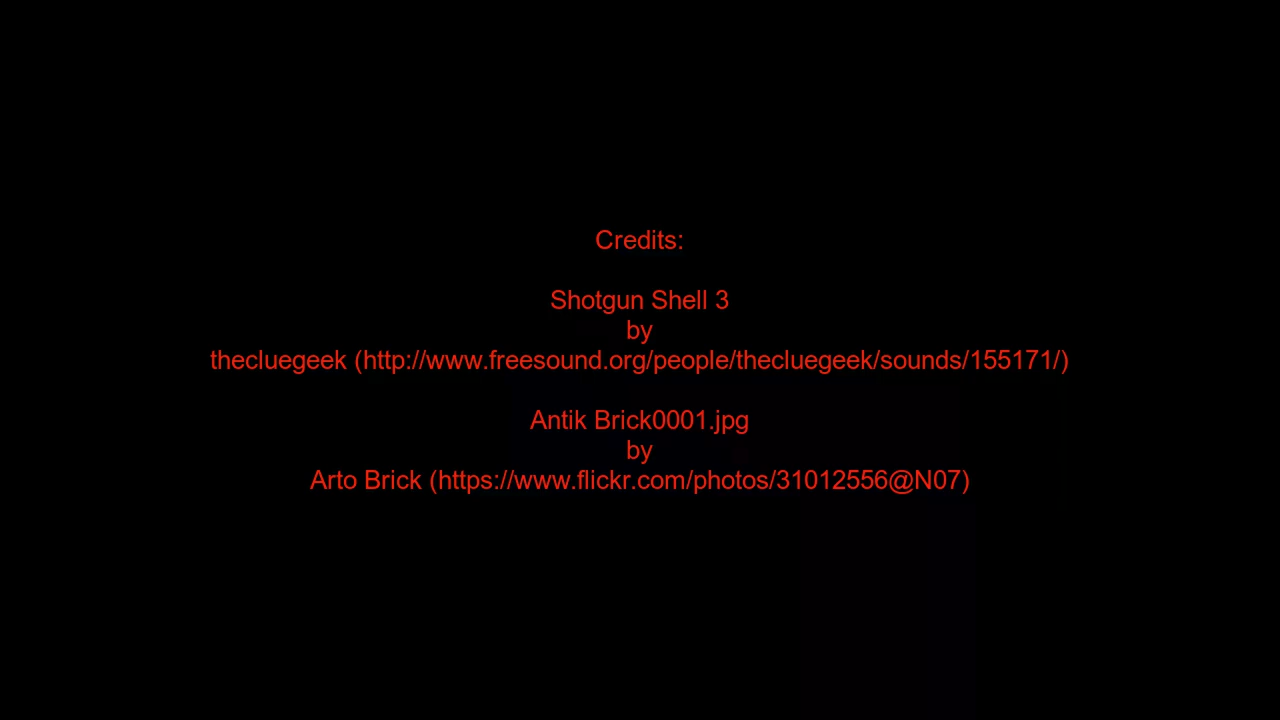 Credits:
Shotgun Shell 3
by
thecluegeek (http://www.freesound.org/people/thecluegeek/sounds/155171/)
Antik Brick0001.jpg
by
Arto Brick (https://www.flickr.com/photos/31012556@N07)